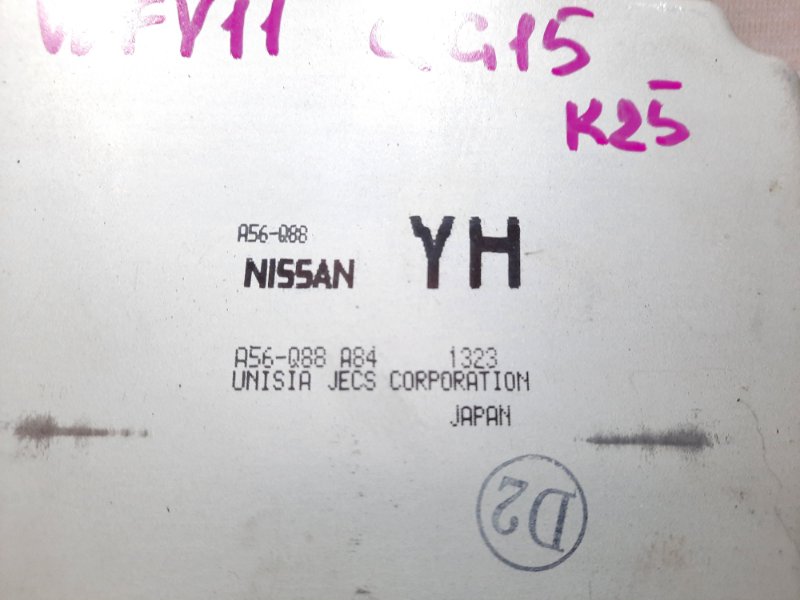 WFY11 QG15
K25
A56-Q88
NISSAN YH
A56-Q88 A84 1323
UNISIA JECS CORPORATION
JAPAN
D2